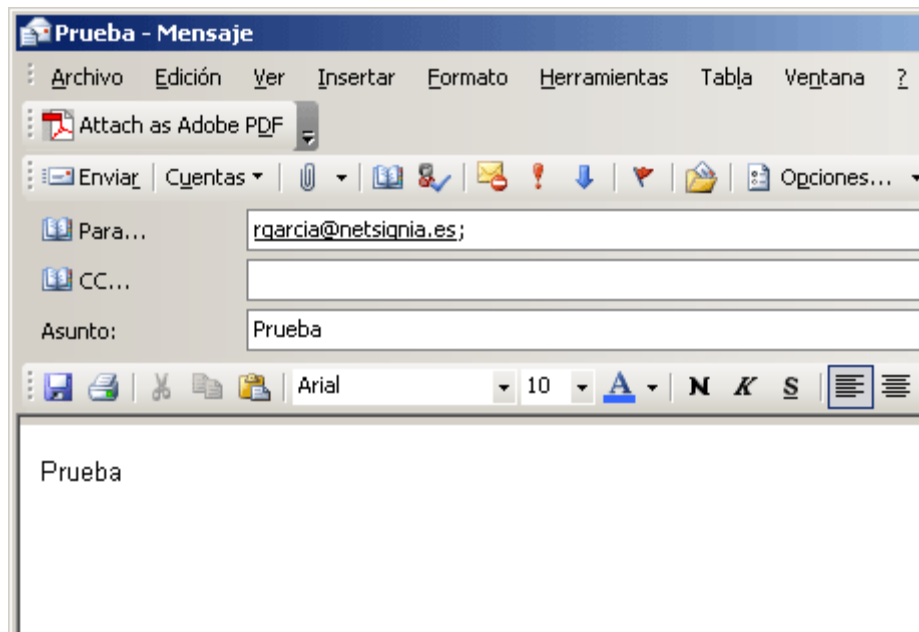 Prueba - Mensaje
Archivo Edición Ver Insertar Formato Herramientas Tabla Ventana ?
Attach as Adobe PDF
Enviar Cuentas Opciones...
Para... rgarcia@netsignia.es;
CC...
Asunto: Prueba
Arial 10 A N K S
Prueba